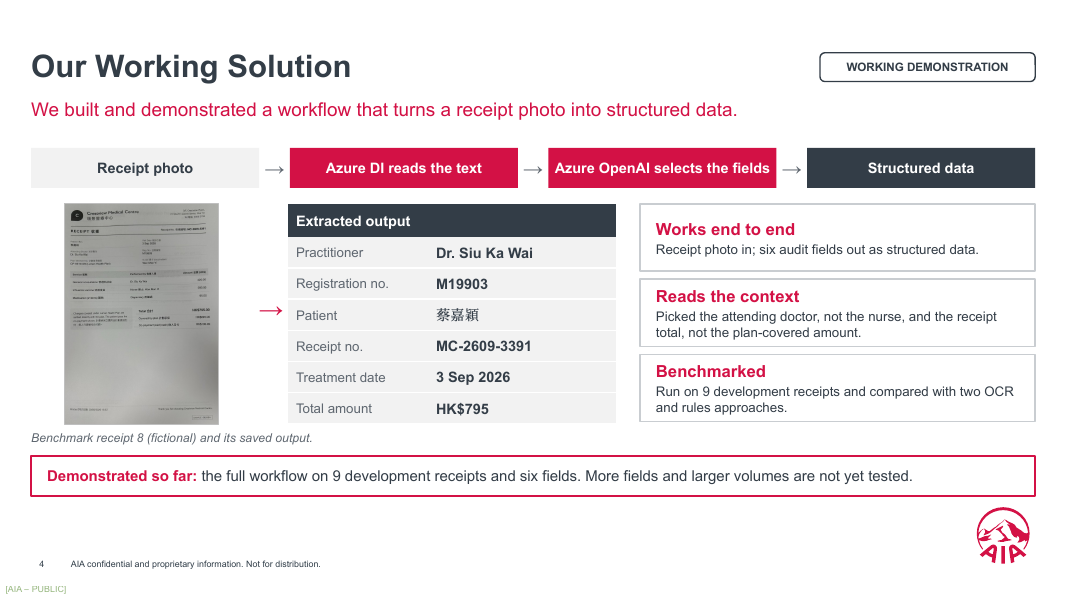 Our Working Solution
WORKING DEMONSTRATION
We built and demonstrated a workflow that turns a receipt photo into structured data.
Receipt photo
→
Azure DI reads the text
→
Azure OpenAI selects the fields
→
Structured data
Crescent Medical Centre
RECEIPT
→
Extracted output
Practitioner Dr. Siu Ka Wai
Registration no. M19903
Patient 蔡嘉穎
Receipt no. MC-2609-3391
Treatment date 3 Sep 2026
Total amount HK$795
Works end to end
Receipt photo in; six audit fields out as structured data.
Reads the context
Picked the attending doctor, not the nurse, and the receipt
total, not the plan-covered amount.
Benchmarked
Run on 9 development receipts and compared with two OCR
and rules approaches.
Benchmark receipt 8 (fictional) and its saved output.
Demonstrated so far: the full workflow on 9 development receipts and six fields. More fields and larger volumes are not yet tested.
AIA
4 AIA confidential and proprietary information. Not for distribution.
[AIA – PUBLIC]